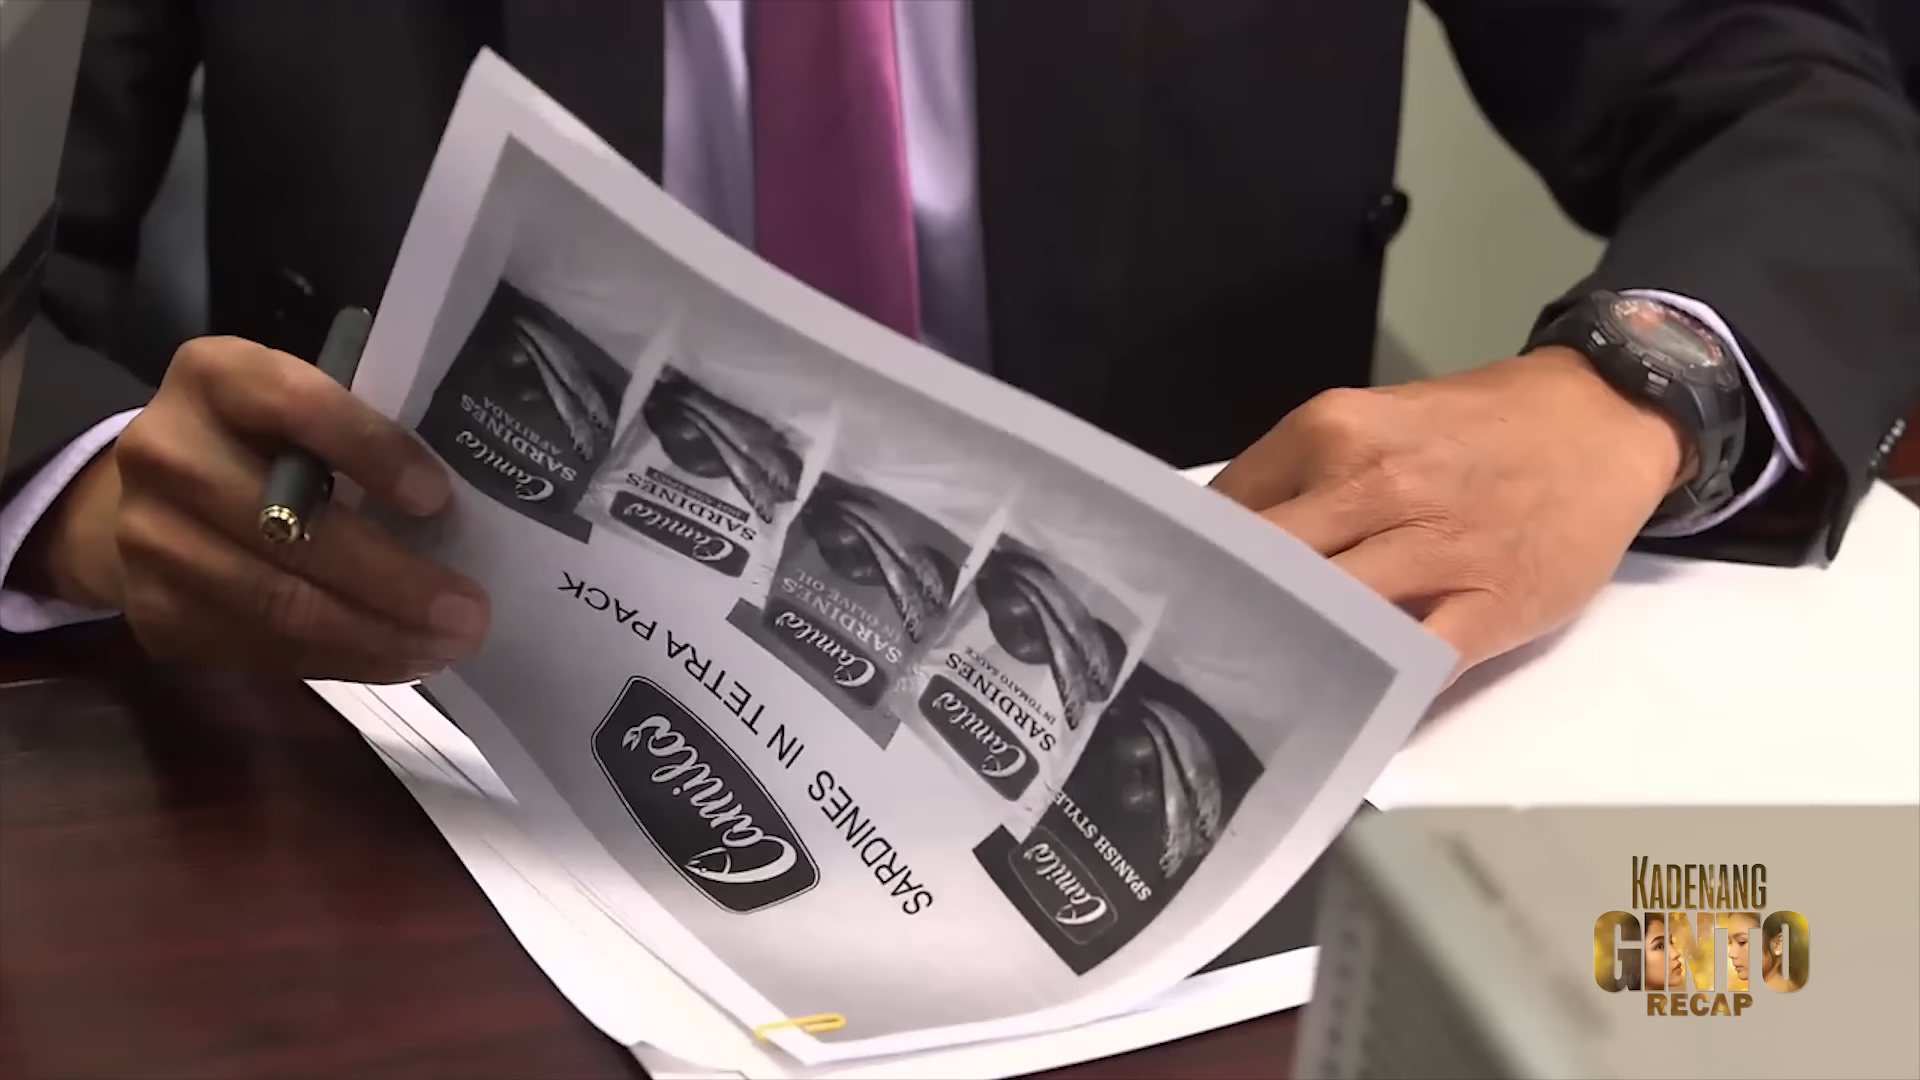 Camila's
SARDINES IN TETRA PACK
Camila's
SPANISH STYLE
Camila's
SARDINES
IN TOMATO SAUCE
Camila's
SARDINES
IN OLIVE OIL
Camila's
SARDINES
Camila's
SARDINES
AFRITADA
KADENANG
GINTO
RECAP